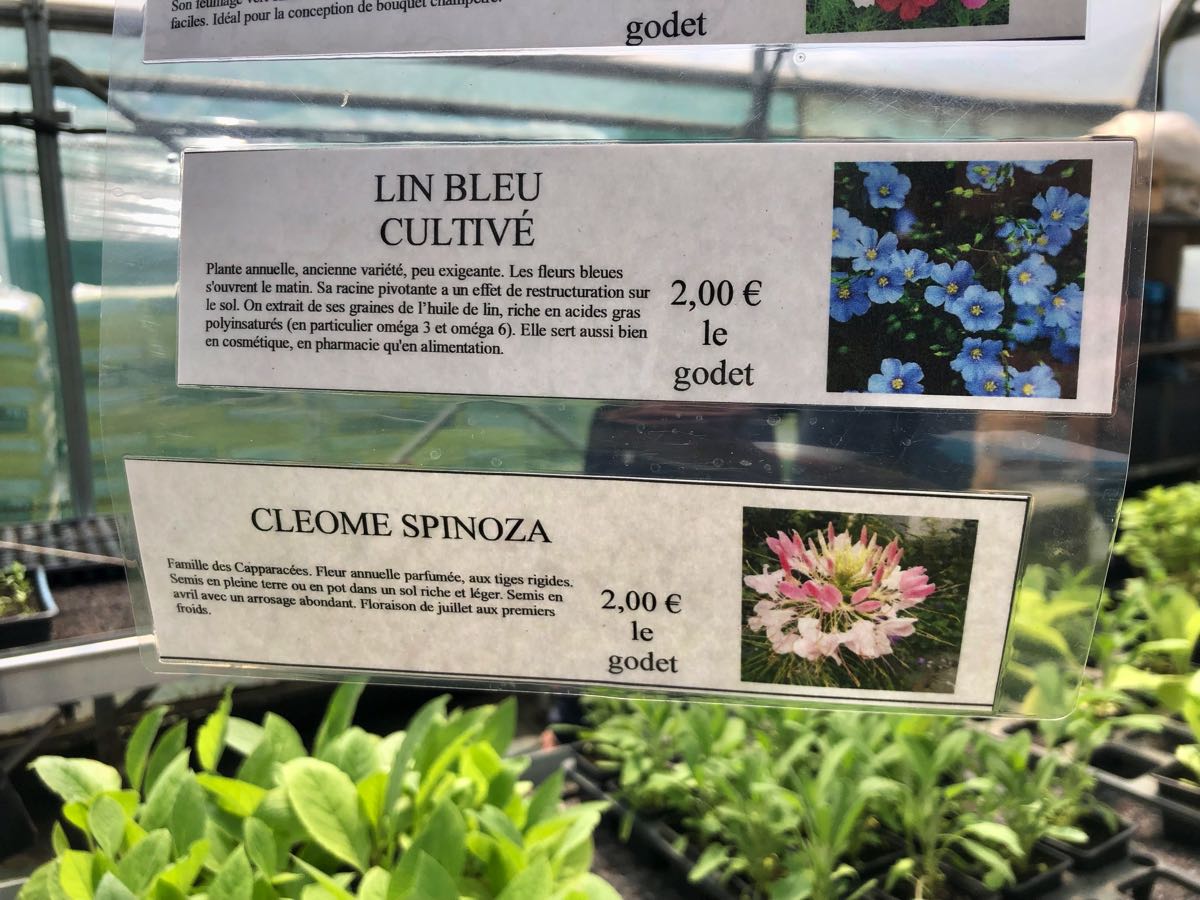 Son feuillage vert
faciles. Idéal pour la conception de bouquet champêtre.
godet
LIN BLEU
CULTIVÉ
Plante annuelle, ancienne variété, peu exigeante. Les fleurs bleues
s'ouvrent le matin. Sa racine pivotante a un effet de restructuration sur
le sol. On extrait de ses graines de l’huile de lin, riche en acides gras
polyinsaturés (en particulier oméga 3 et oméga 6). Elle sert aussi bien
en cosmétique, en pharmacie qu'en alimentation.
2,00 €
le
godet
CLEOME SPINOZA
Famille des Capparacées. Fleur annuelle parfumée, aux tiges rigides.
Semis en pleine terre ou en pot dans un sol riche et léger. Semis en
avril avec un arrosage abondant. Floraison de juillet aux premiers
froids.
2,00 €
le
godet